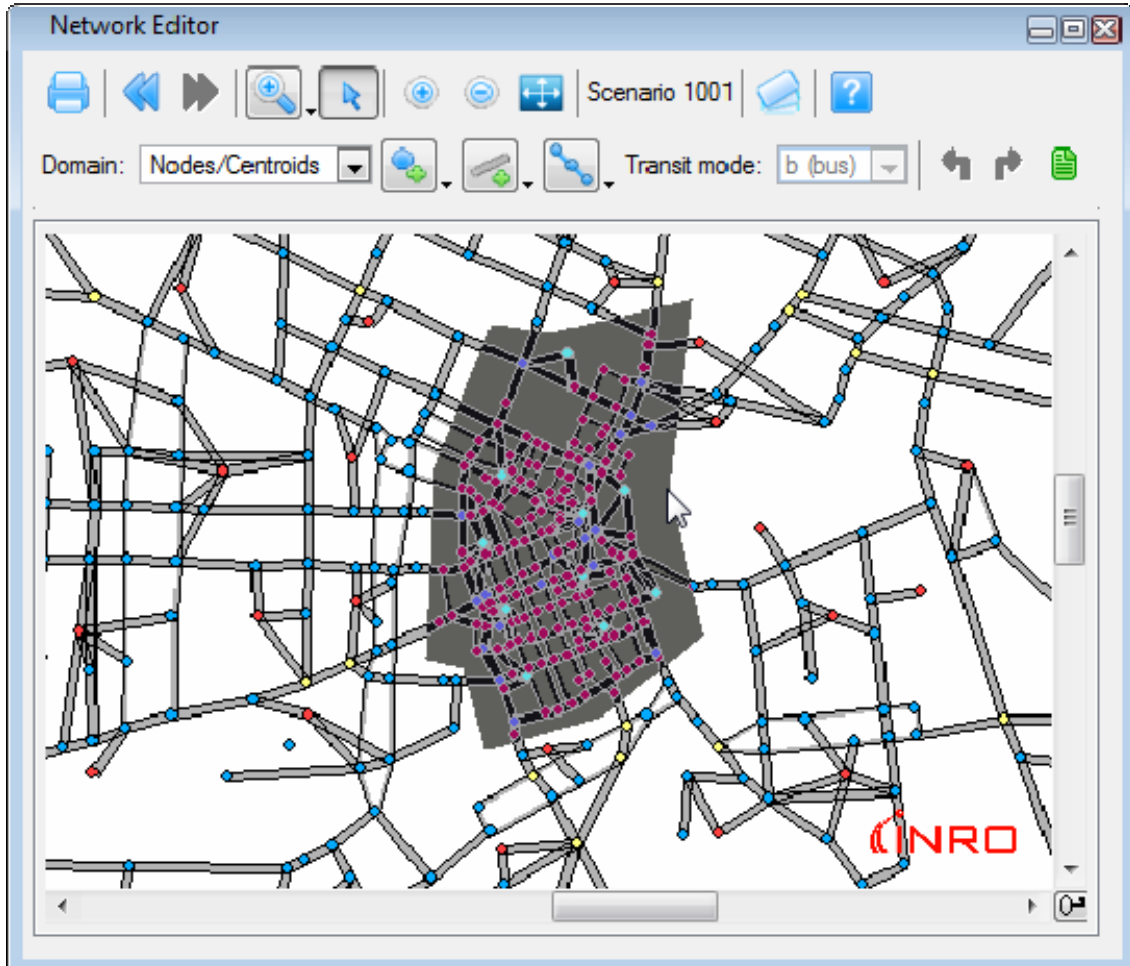 Network Editor
Scenario 1001
?
Domain: Nodes/Centroids Transit mode: b (bus)
INRO